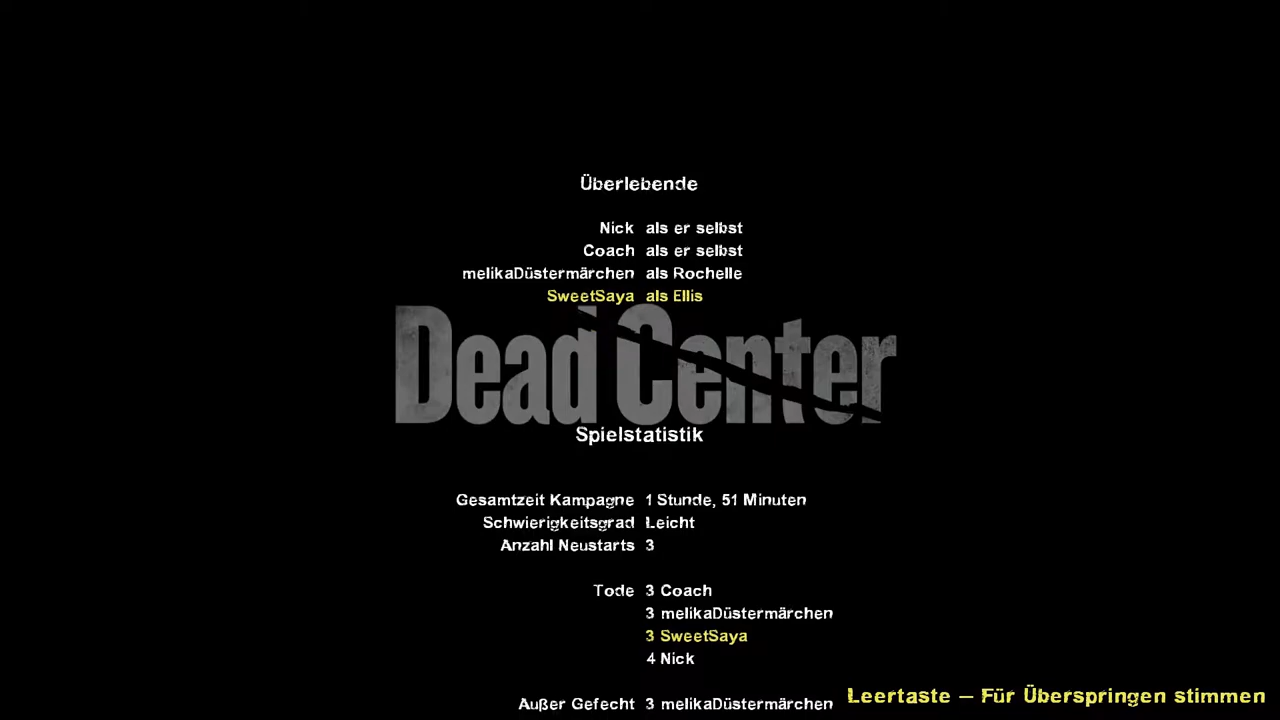 Überlebende
Nick als er selbst
Coach als er selbst
melikaDüstermärchen als Rochelle
SweetSaya als Ellis
Dead Center
Spielstatistik
Gesamtzeit Kampagne 1 Stunde, 51 Minuten
Schwierigkeitsgrad Leicht
Anzahl Neustarts 3
Tode 3 Coach
3 melikaDüstermärchen
3 SweetSaya
4 Nick
Außer Gefecht 3 melikaDüstermärchen
Leertaste – Für Überspringen stimmen